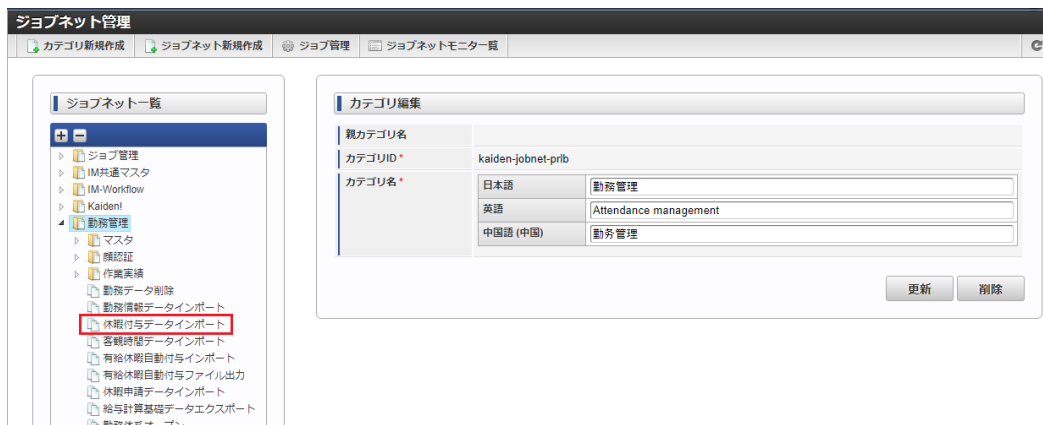 ジョブネット管理
カテゴリ新規作成 ジョブネット新規作成 ジョブ管理 ジョブネットモニター覧
ジョブネット一覧
ジョブ管理
IM共通マスタ
IM-Workflow
Kaiden!
勤務管理
マスタ
顔認証
作業実績
勤務データ削除
勤務情報データインポート
休暇付与データインポート
客観時間データインポート
有給休暇自動付与インポート
有給休暇自動付与ファイル出力
休暇申請データインポート
給与計算基礎データエクスポート
勤務体系オープン
カテゴリ編集
親カテゴリ名
カテゴリID * kaiden-jobnet-prlb
カテゴリ名 *
日本語 勤務管理
英語 Attendance management
中国語 (中国)勤务管理
更新 削除